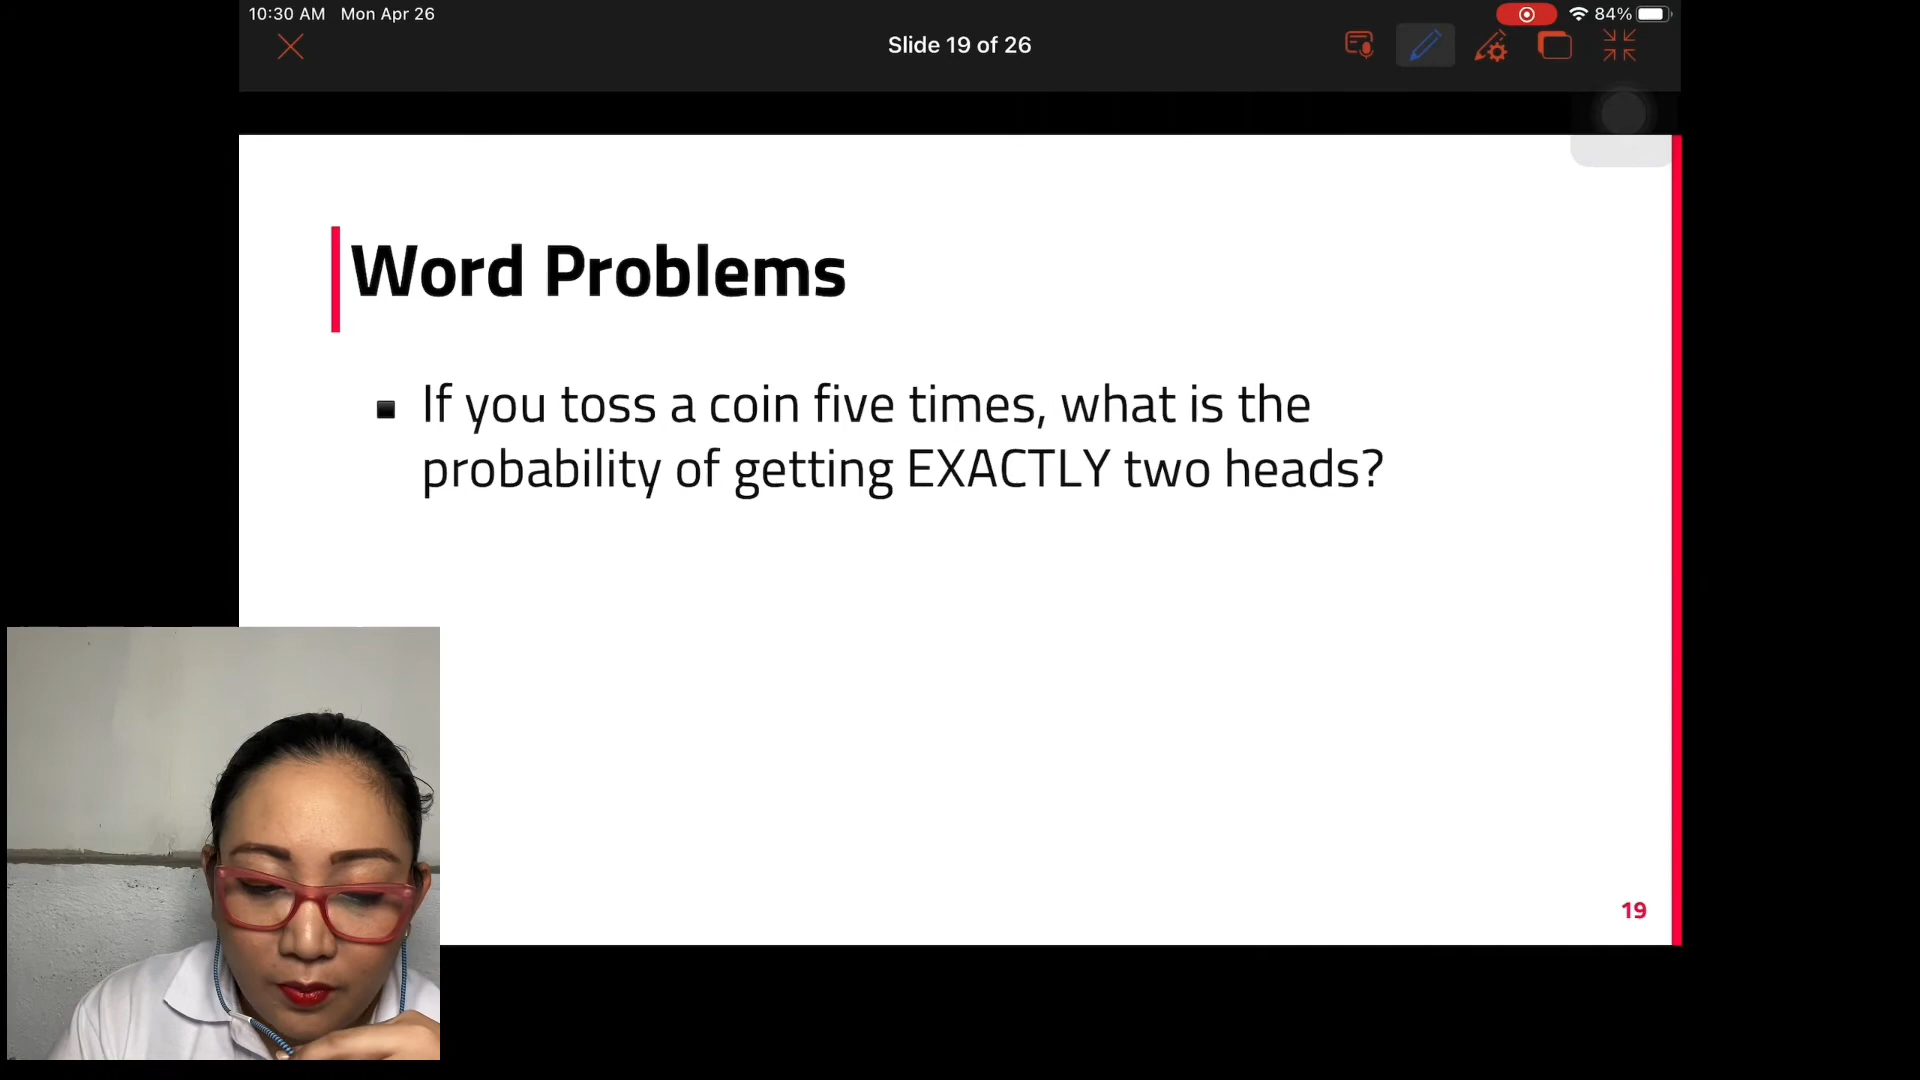 10:30 AM Mon Apr 26
84%
Slide 19 of 26
Word Problems
If you toss a coin five times, what is the
probability of getting EXACTLY two heads?
19